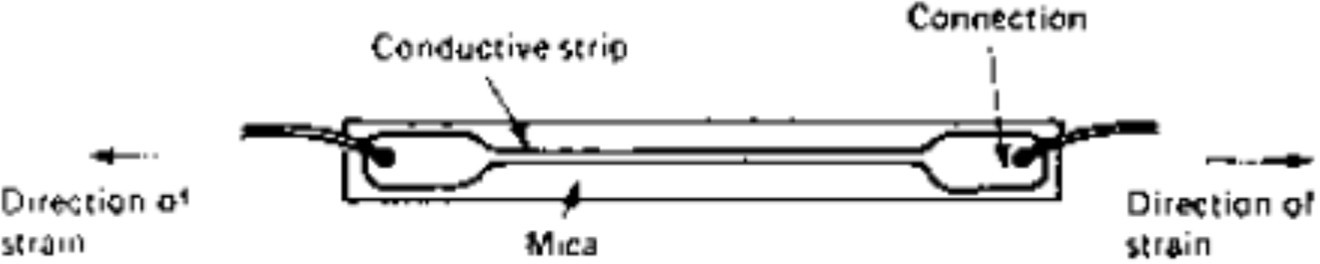 Connection
Conductive strip
Direction of
strain
Mica
Direction of
strain